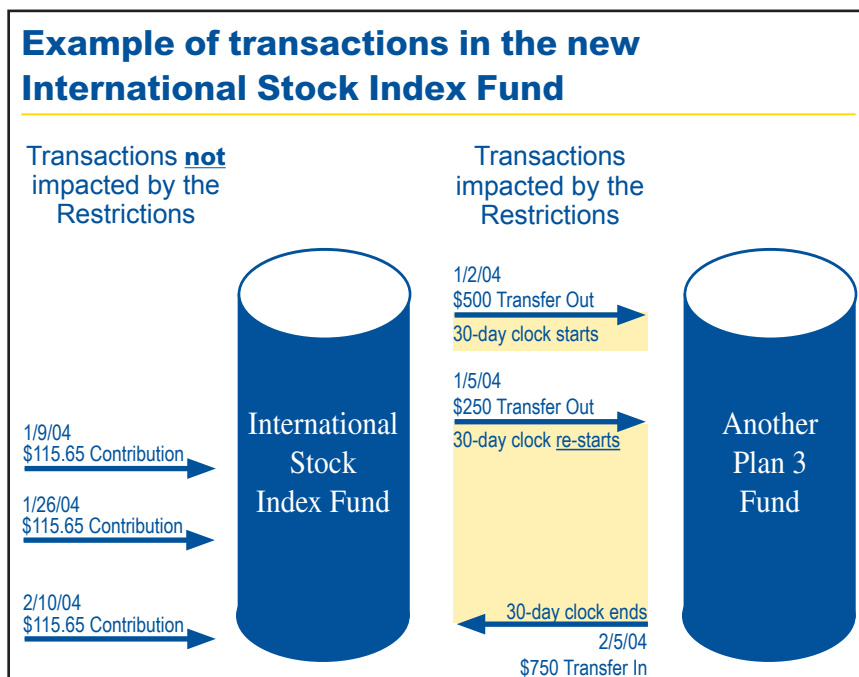 Example of transactions in the new
International Stock Index Fund
Transactions not
impacted by the
Restrictions
1/9/04
$115.65 Contribution
1/26/04
$115.65 Contribution
2/10/04
$115.65 Contribution
International
Stock
Index Fund
Transactions
impacted by the
Restrictions
1/2/04
$500 Transfer Out
30-day clock starts
1/5/04
$250 Transfer Out
30-day clock re-starts
30-day clock ends
2/5/04
$750 Transfer In
Another
Plan 3
Fund